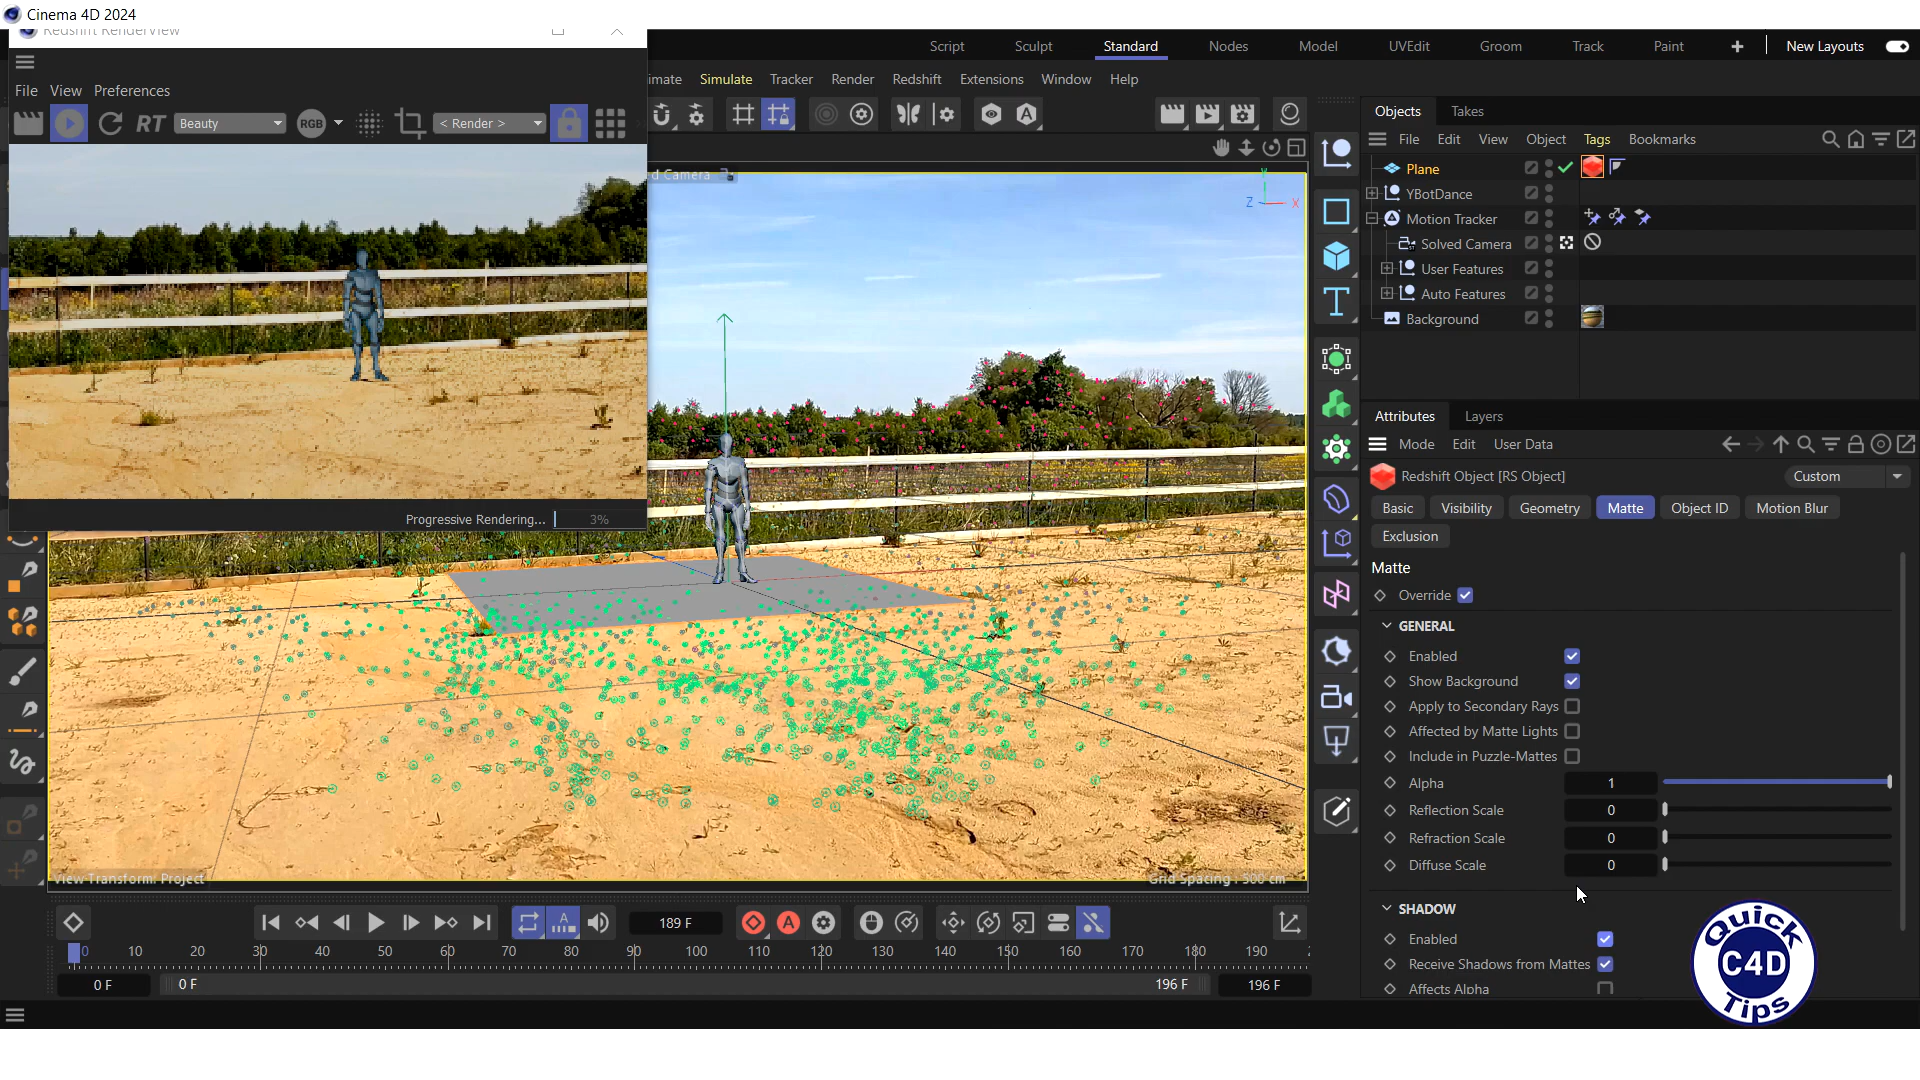 Cinema 4D 2024
Redshift RenderView
Script Sculpt Standard Nodes Model UVEdit Groom Track Paint New Layouts
imate Simulate Tracker Render Redshift Extensions Window Help
File View Preferences
RT Beauty RGB < Render >
d Camera
Y
Z X
Progressive Rendering... 3%
View Transform: Project
Grid Spacing : 500 cm
Objects Takes
File Edit View Object Tags Bookmarks
Plane
YBotDance
Motion Tracker
Solved Camera
User Features
Auto Features
Background
Attributes Layers
Mode Edit User Data
Redshift Object [RS Object] Custom
Basic Visibility Geometry Matte Object ID Motion Blur
Exclusion
Matte
Override
GENERAL
Enabled
Show Background
Apply to Secondary Rays
Affected by Matte Lights
Include in Puzzle-Mattes
Alpha 1
Reflection Scale 0
Refraction Scale 0
Diffuse Scale 0
SHADOW
Enabled
Receive Shadows from Mattes
Affects Alpha
189 F
0 10 20 30 40 50 60 70 80 90 100 110 120 130 140 150 160 170 180 190
0 F 0 F 196 F 196 F
Quick
C4D
Tips